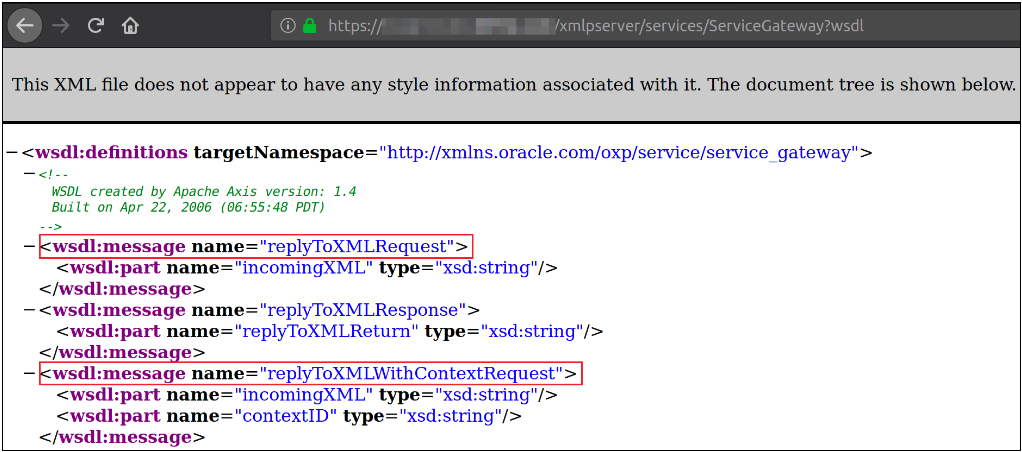 https:///xmlpserver/services/ServiceGateway?wsdl
This XML file does not appear to have any style information associated with it. The document tree is shown below.
−<wsdl:definitions targetNamespace="http://xmlns.oracle.com/oxp/service/service_gateway">
−<!--
WSDL created by Apache Axis version: 1.4
Built on Apr 22, 2006 (06:55:48 PDT)
-->
−<wsdl:message name="replyToXMLRequest">
<wsdl:part name="incomingXML" type="xsd:string"/>
</wsdl:message>
−<wsdl:message name="replyToXMLResponse">
<wsdl:part name="replyToXMLReturn" type="xsd:string"/>
</wsdl:message>
−<wsdl:message name="replyToXMLWithContextRequest">
<wsdl:part name="incomingXML" type="xsd:string"/>
<wsdl:part name="contextID" type="xsd:string"/>
</wsdl:message>